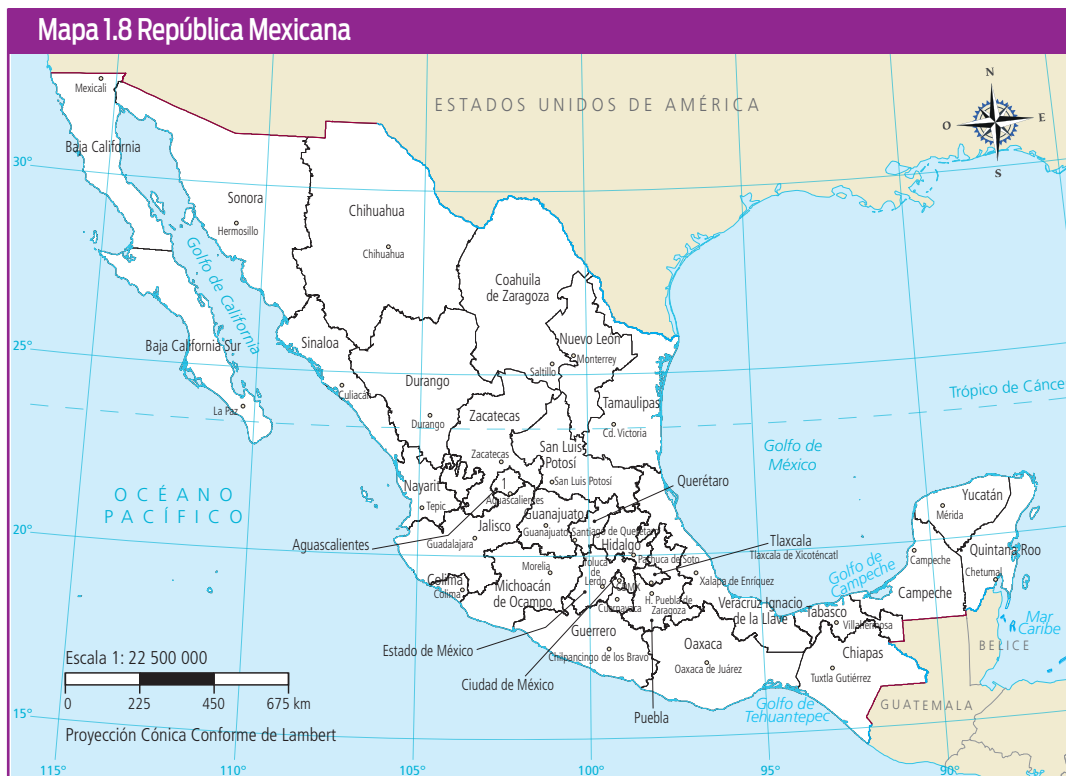 Mapa 1.8 República Mexicana
ESTADOS UNIDOS DE AMÉRICA
N
O
E
S
Mexicali
Baja California
30°
Sonora
Hermosillo
Chihuahua
Chihuahua
Golfo de California
Coahuila
de Zaragoza
Baja California Sur
Sinaloa
Nuevo León
Monterrey
Saltillo
25°
Durango
Culiacán
La Paz
Durango
Zacatecas
Tamaulipas
Cd. Victoria
Trópico de Cánce
Zacatecas
San Luis
Potosí
San Luis Potosí
Golfo de
México
OCÉANO
PACÍFICO
Nayarit
Tepic
1
Aguascalientes
Querétaro
Yucatán
Mérida
20°
Aguascalientes
Jalisco
Guadalajara
Guanajuato
Guanajuato
Santiago de Querétaro
Hidalgo
Pachuca de Soto
Tlaxcala
Tlaxcala de Xicoténcatl
Quintana Roo
Chetumal
Campeche
Campeche
Golfo de
Campeche
Colima
Colima
Morelia
Michoacán
de Ocampo
Toluca
de
Lerdo
CDMX
Cuernavaca
H. Puebla de
Zaragoza
Xalapa de Enríquez
Veracruz Ignacio
de la Llave
Tabasco
Villahermosa
Mar
Caribe
BELICE
Guerrero
Chilpancingo de los Bravo
Oaxaca
Oaxaca de Juárez
Chiapas
Tuxtla Gutiérrez
Estado de México
Ciudad de México
Puebla
Golfo de
Tehuantepec
GUATEMALA
Escala 1: 22 500 000
0 225 450 675 km
15°
Proyección Cónica Conforme de Lambert
115° 110° 105° 100° 95° 90°